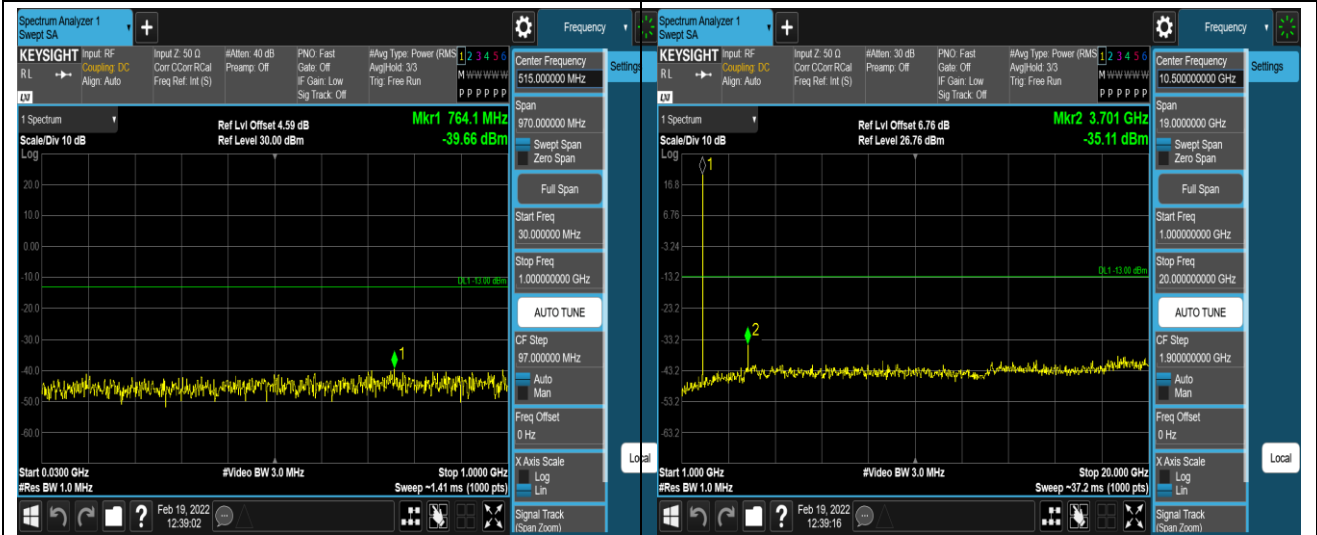 Spectrum Analyzer 1
Swept SA
+
Frequency
KEYSIGHT
RL
LXI
Input: RF
Coupling: DC
Align: Auto
Input Z: 50 Ω
Corr CCorr RCal
Freq Ref: Int (S)
#Atten: 40 dB
Preamp: Off
PNO: Fast
Gate: Off
IF Gain: Low
Sig Track: Off
#Avg Type: Power (RMS
Avg|Hold: 3/3
Trig: Free Run
1 2 3 4 5 6
M W W W W W
P P P P P P
Center Frequency
515.000000 MHz
Settings
Span
970.000000 MHz
Swept Span
Zero Span
Full Span
Start Freq
30.000000 MHz
Stop Freq
1.000000000 GHz
AUTO TUNE
CF Step
97.000000 MHz
Auto
Man
Freq Offset
0 Hz
X Axis Scale
Log
Lin
Signal Track
(Span Zoom)
Local
1 Spectrum
Scale/Div 10 dB
Log
Ref Lvl Offset 4.59 dB
Ref Level 30.00 dBm
Mkr1 764.1 MHz
-39.66 dBm
20.0
10.0
0.00
-10.0
DL1 -13.00 dBm
-20.0
-30.0
1
-40.0
-50.0
-60.0
Start 0.0300 GHz
#Res BW 1.0 MHz
#Video BW 3.0 MHz
Stop 1.0000 GHz
Sweep ~1.41 ms (1000 pts)
?
Feb 19, 2022
12:39:02
Spectrum Analyzer 1
Swept SA
+
Frequency
KEYSIGHT
RL
LXI
Input: RF
Coupling: DC
Align: Auto
Input Z: 50 Ω
Corr CCorr RCal
Freq Ref: Int (S)
#Atten: 30 dB
Preamp: Off
PNO: Fast
Gate: Off
IF Gain: Low
Sig Track: Off
#Avg Type: Power (RMS
Avg|Hold: 3/3
Trig: Free Run
1 2 3 4 5 6
M W W W W W
P P P P P P
Center Frequency
10.500000000 GHz
Settings
Span
19.0000000 GHz
Swept Span
Zero Span
Full Span
Start Freq
1.000000000 GHz
Stop Freq
20.000000000 GHz
AUTO TUNE
CF Step
1.900000000 GHz
Auto
Man
Freq Offset
0 Hz
X Axis Scale
Log
Lin
Signal Track
(Span Zoom)
Local
1 Spectrum
Scale/Div 10 dB
Log
Ref Lvl Offset 6.76 dB
Ref Level 26.76 dBm
Mkr2 3.701 GHz
-35.11 dBm
1
16.8
6.76
-3.24
-13.2
DL1 -13.00 dBm
-23.2
2
-33.2
-43.2
-53.2
-63.2
Start 1.000 GHz
#Res BW 1.0 MHz
#Video BW 3.0 MHz
Stop 20.000 GHz
Sweep ~37.2 ms (1000 pts)
?
Feb 19, 2022
12:39:16